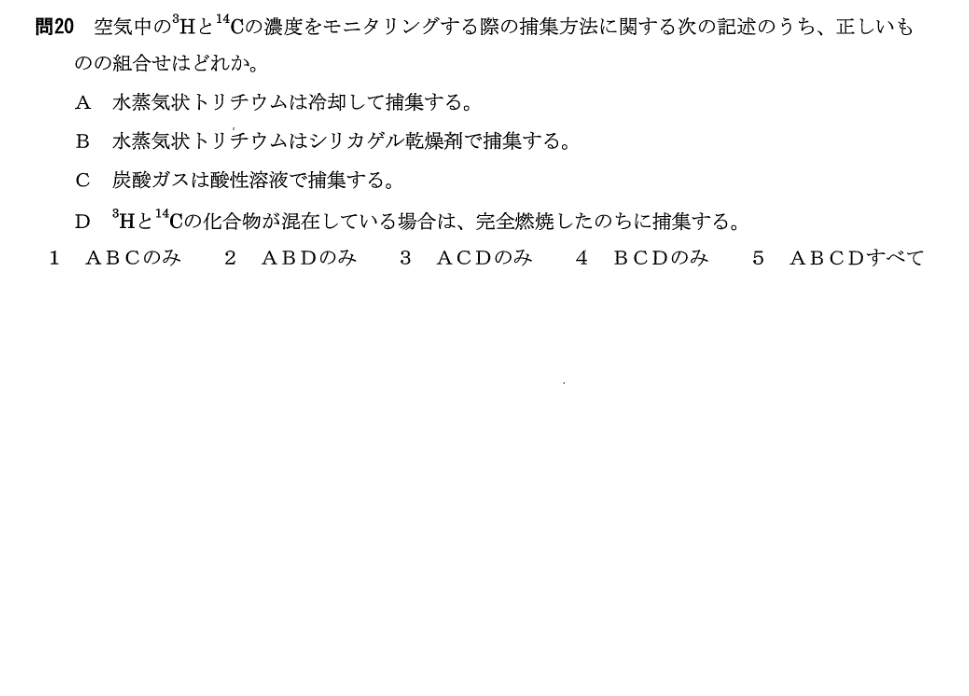 問20　空気中の³Hと¹⁴Cの濃度をモニタリングする際の捕集方法に関する次の記述のうち、正しいも
のの組合せはどれか。
A　水蒸気状トリチウムは冷却して捕集する。
B　水蒸気状トリチウムはシリカゲル乾燥剤で捕集する。
C　炭酸ガスは酸性溶液で捕集する。
D　³Hと¹⁴Cの化合物が混在している場合は、完全燃焼したのちに捕集する。
1　ABCのみ　　2　ABDのみ　　3　ACDのみ　　4　BCDのみ　　5　ABCDすべて